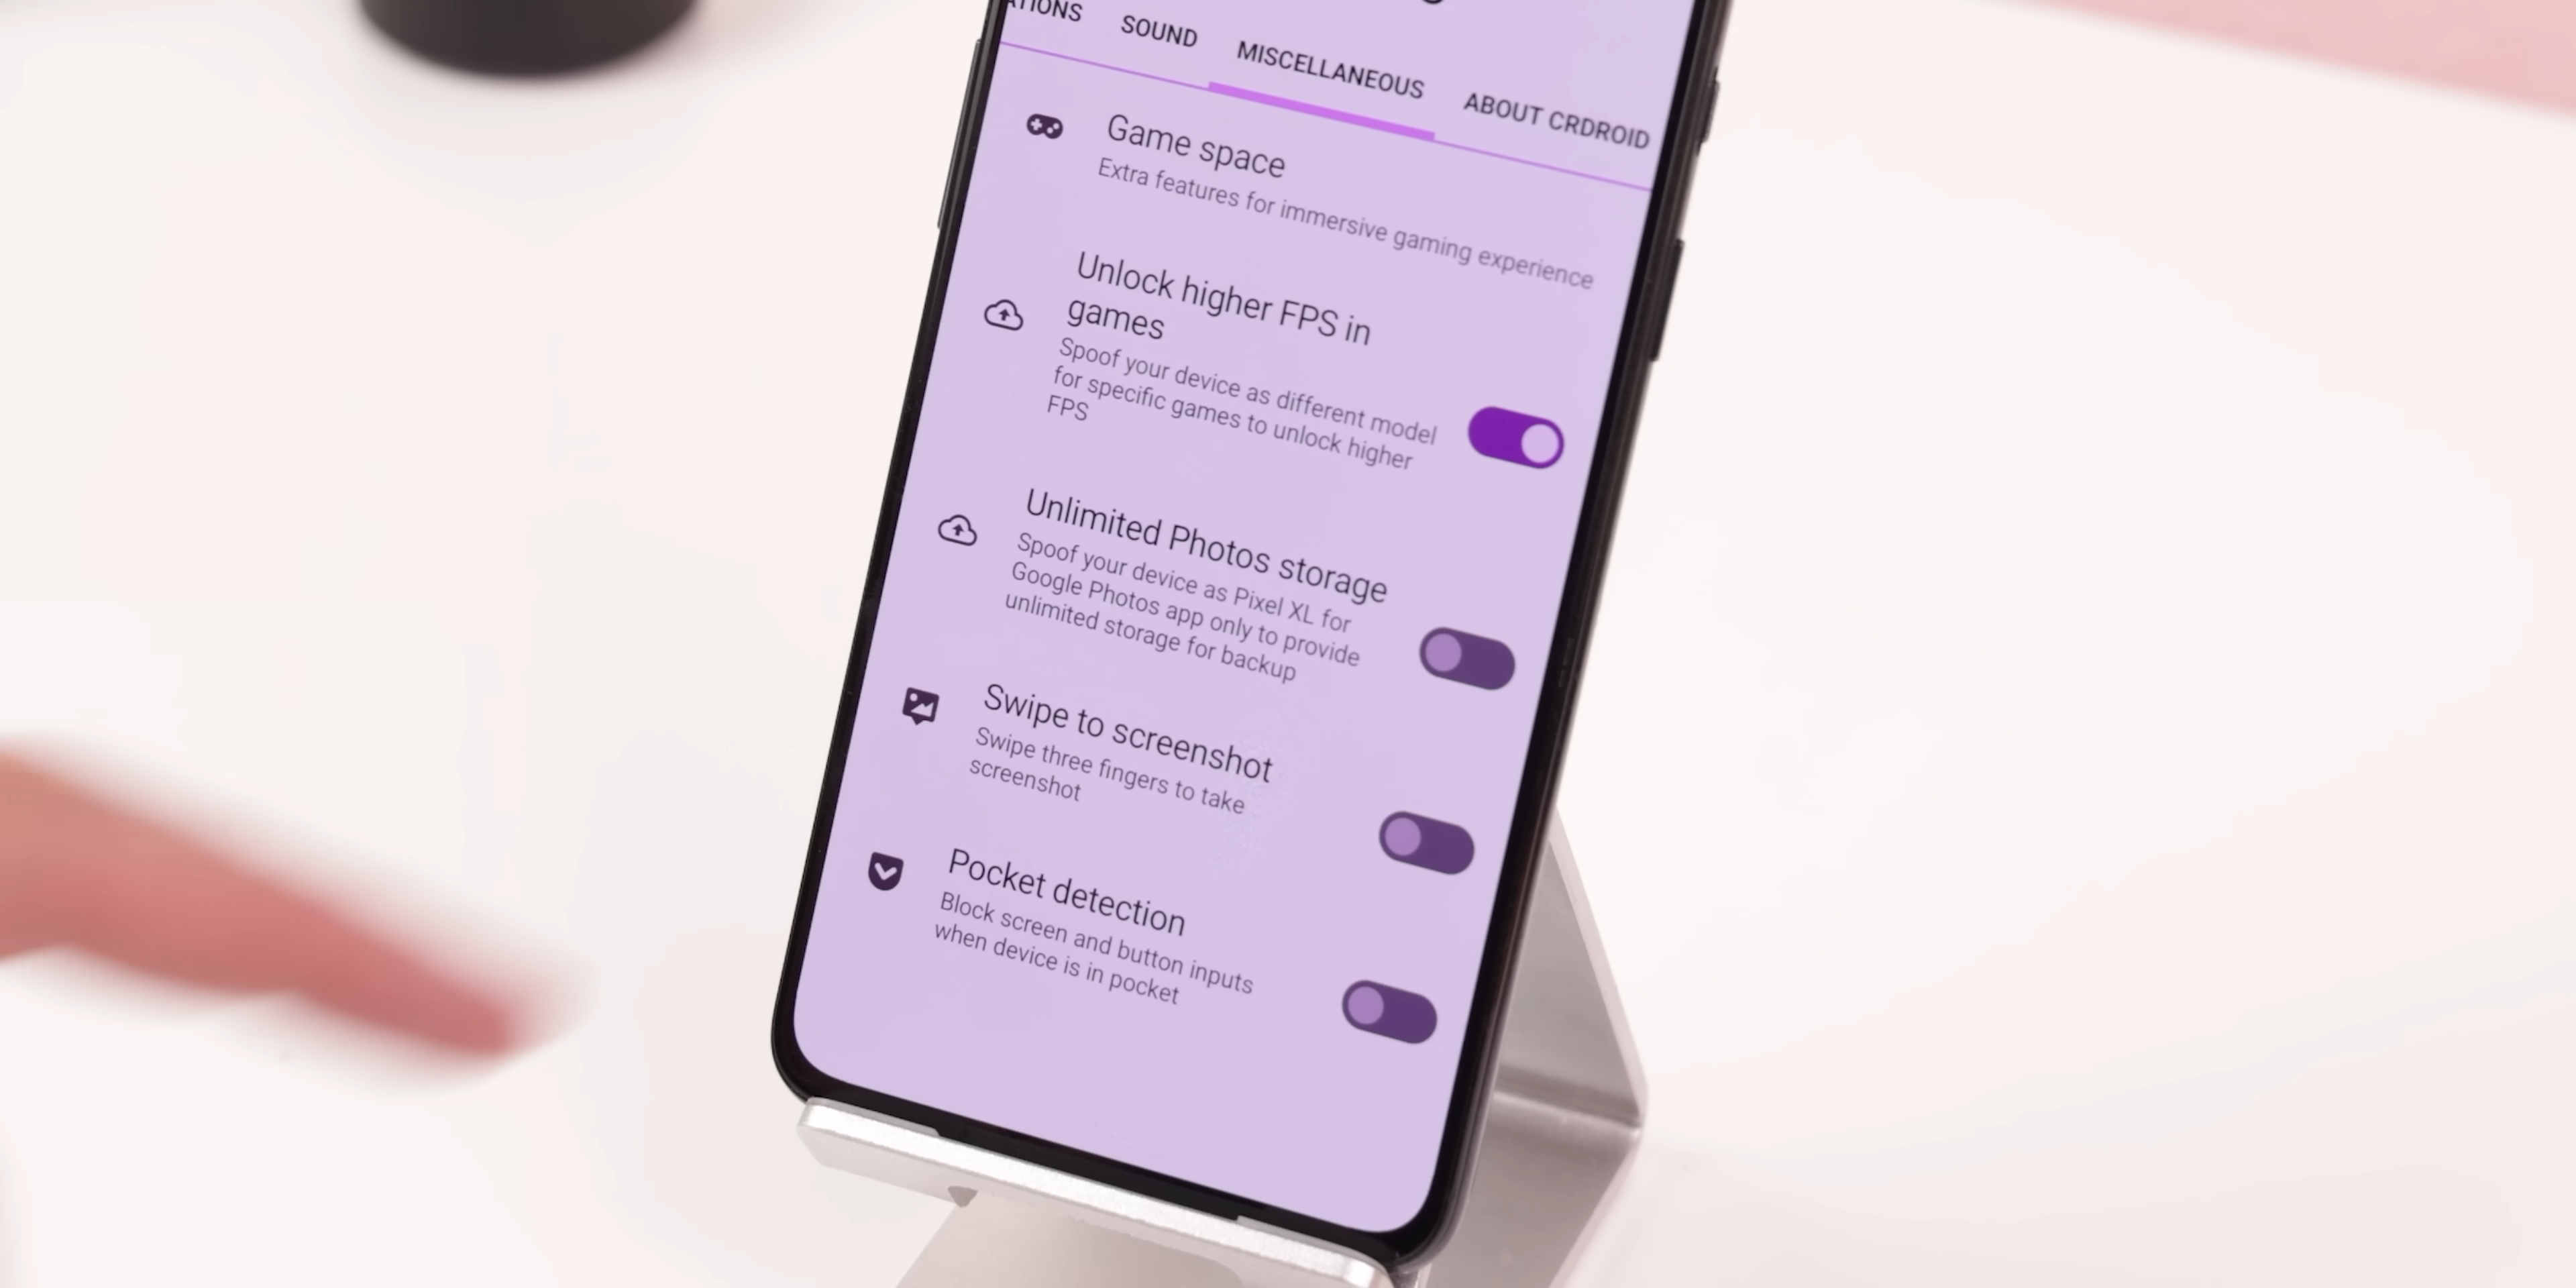 SOUND MISCELLANEOUS ABOUT CRDROID
Game space
Extra features for immersive gaming experience
Unlock higher FPS in
games
Spoof your device as different model
for specific games to unlock higher
FPS
Unlimited Photos storage
Spoof your device as Pixel XL for
Google Photos app only to provide
unlimited storage for backup
Swipe to screenshot
Swipe three fingers to take
screenshot
Pocket detection
Block screen and button inputs
when device is in pocket